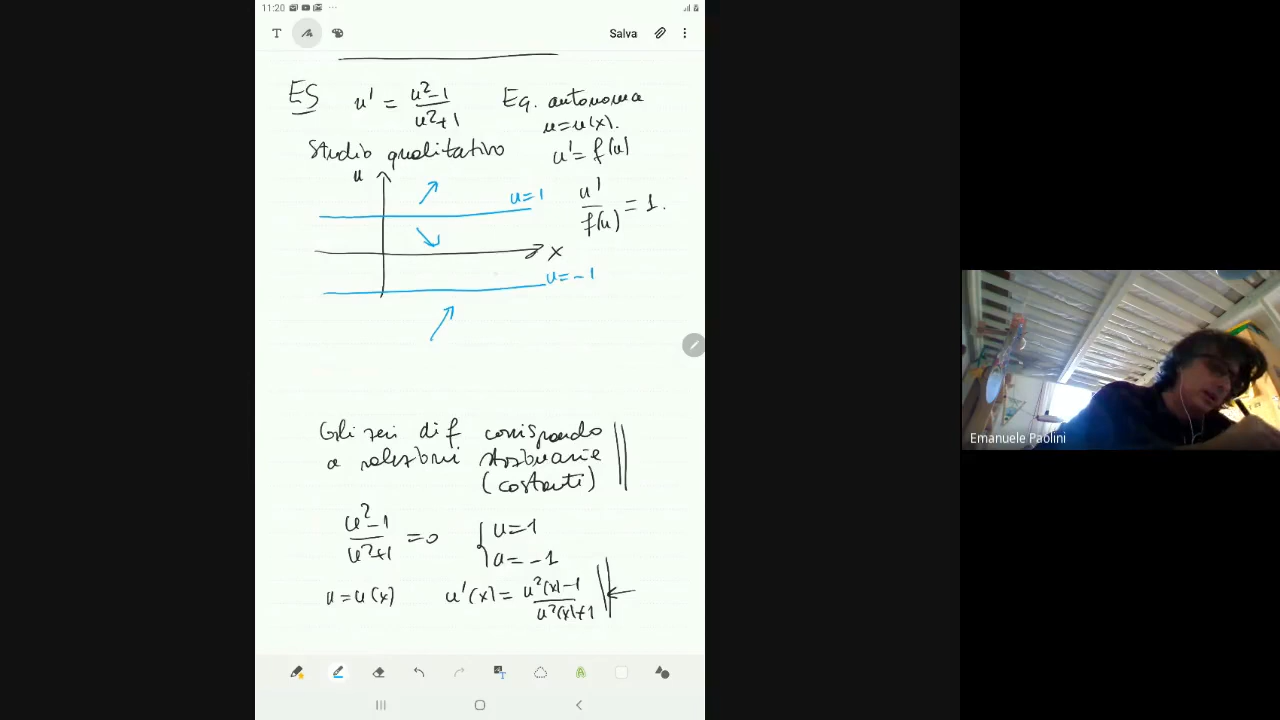 11:20
T
Salva
ES u' = u²-1/u²+1 Eq. autonoma
u=u(x).
Studio qualitativo u'=f(u)
u
u=1
u'/f(u) = 1.
x
u=-1
Gli zeri di f corrispondo
a soluzioni stazionarie
(costanti)
u²-1/u²+1 =0 { u=1
u=-1
u=u(x) u'(x) = u²(x)-1/u²(x)+1
Emanuele Paolini